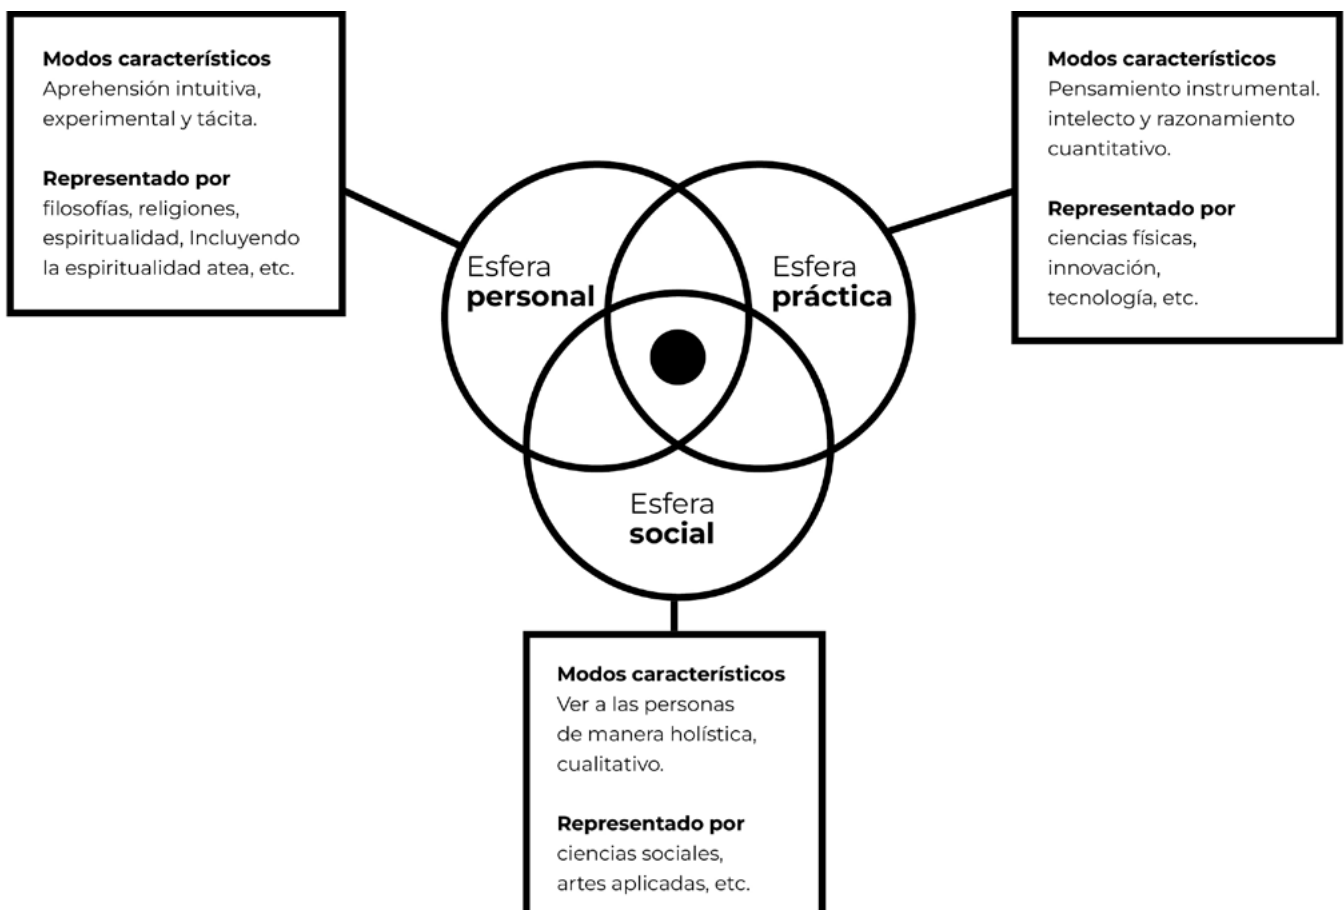 Modos característicos
Aprehensión intuitiva,
experimental y tácita.
Representado por
filosofías, religiones,
espiritualidad, Incluyendo
la espiritualidad atea, etc.
Modos característicos
Pensamiento instrumental.
intelecto y razonamiento
cuantitativo.
Representado por
ciencias físicas,
innovación,
tecnología, etc.
Esfera
personal
Esfera
práctica
Esfera
social
Modos característicos
Ver a las personas
de manera holística,
cualitativo.
Representado por
ciencias sociales,
artes aplicadas, etc.